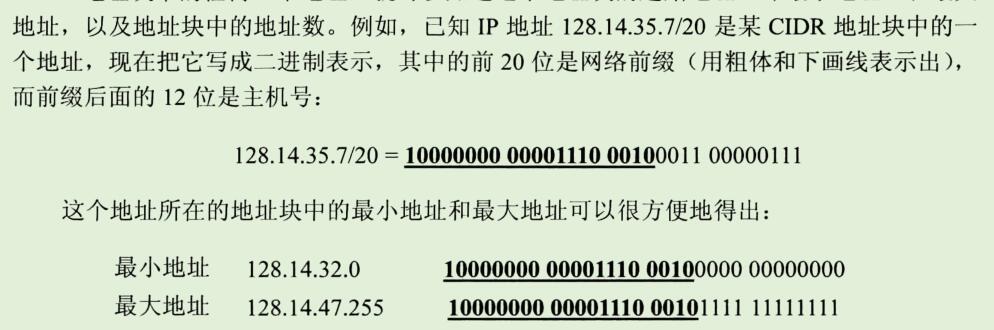 地址，以及地址块中的地址数。例如，已知 IP 地址 128.14.35.7/20 是某 CIDR 地址块中的一
个地址，现在把它写成二进制表示，其中的前 20 位是网络前缀（用粗体和下画线表示出），
而前缀后面的 12 位是主机号：
128.14.35.7/20 = 10000000 00001110 00100011 00000111
这个地址所在的地址块中的最小地址和最大地址可以很方便地得出：
最小地址 128.14.32.0 10000000 00001110 00100000 00000000
最大地址 128.14.47.255 10000000 00001110 00101111 11111111